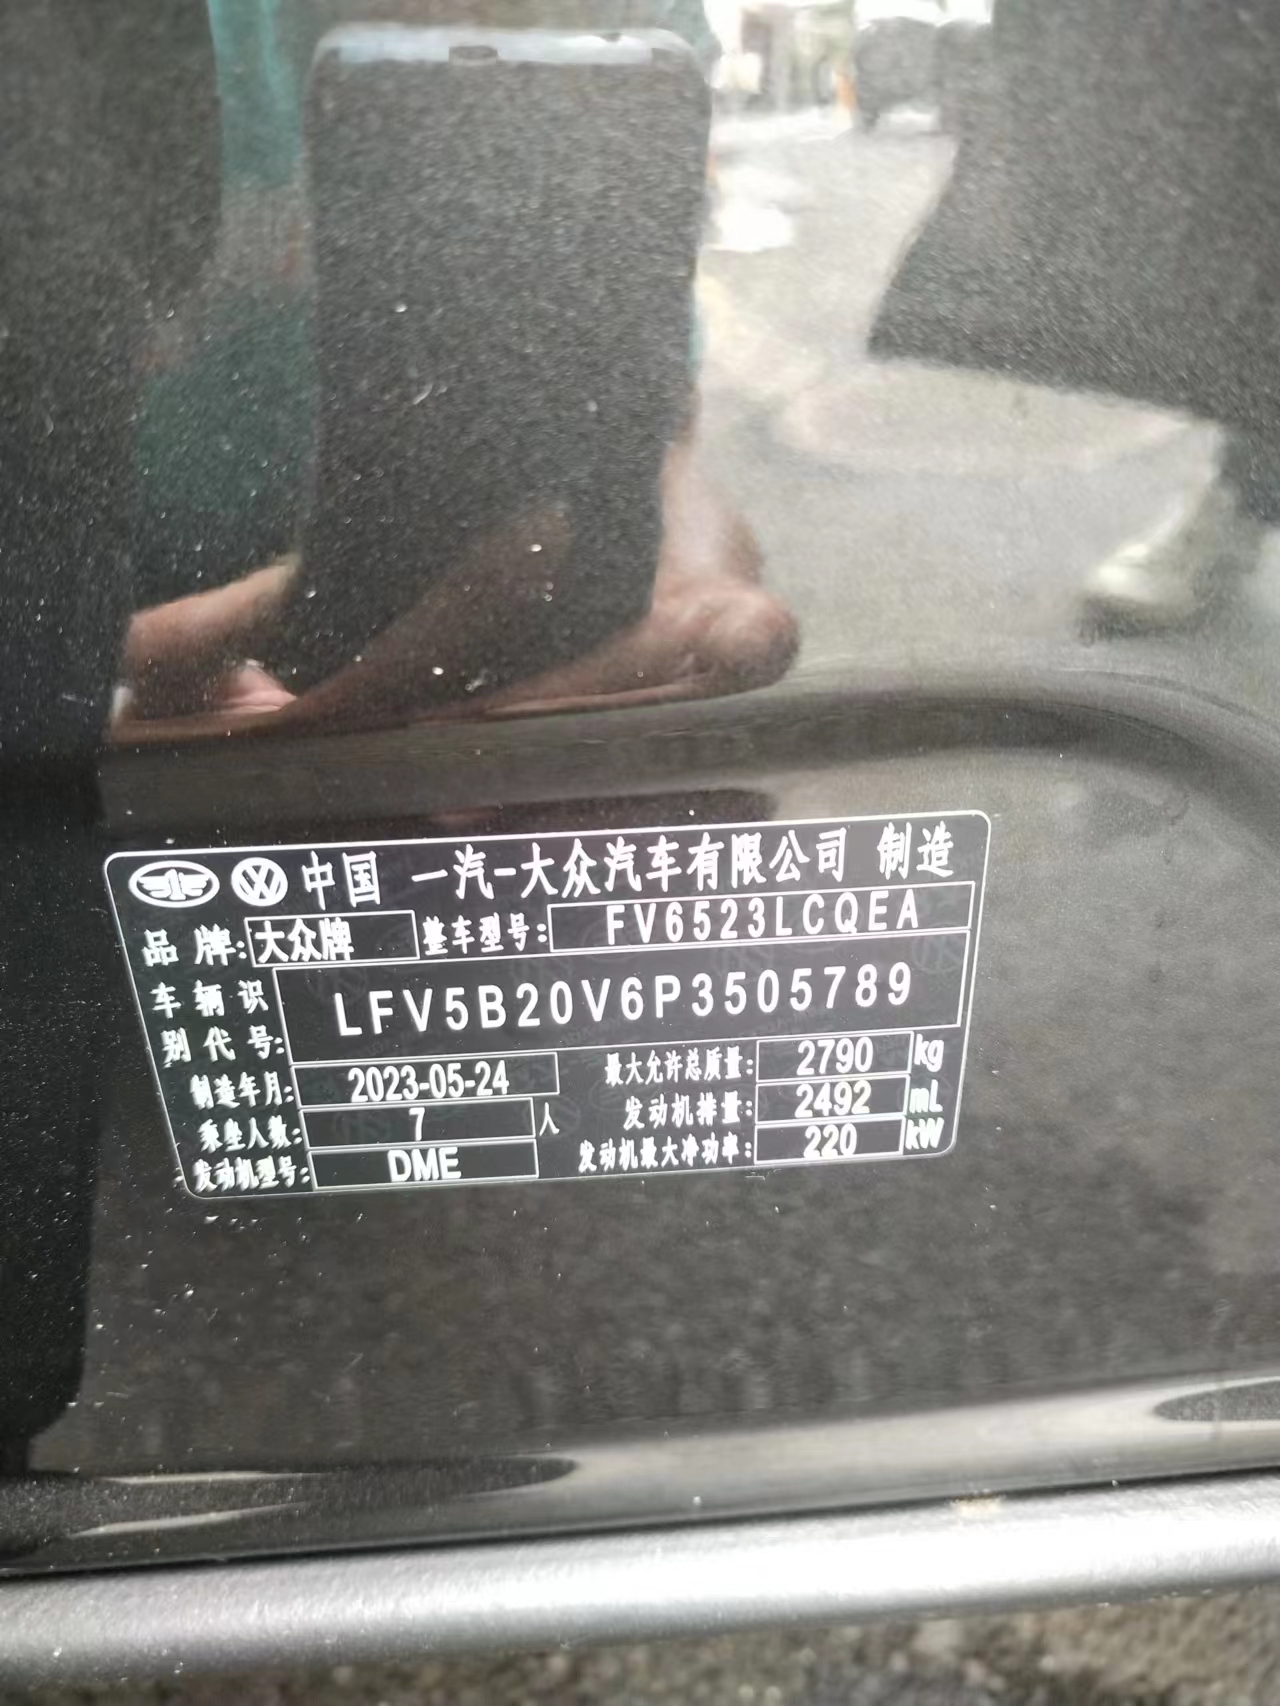 中国 一汽-大众汽车有限公司 制造
品牌: 大众牌 整车型号: FV6523LCQEA
车辆识别代号: LFV5B20V6P3505789
制造年月: 2023-05-24 最大允许总质量: 2790 kg
乘坐人数: 7 人 发动机排量: 2492 mL
发动机型号: DME 发动机最大净功率: 220 kW